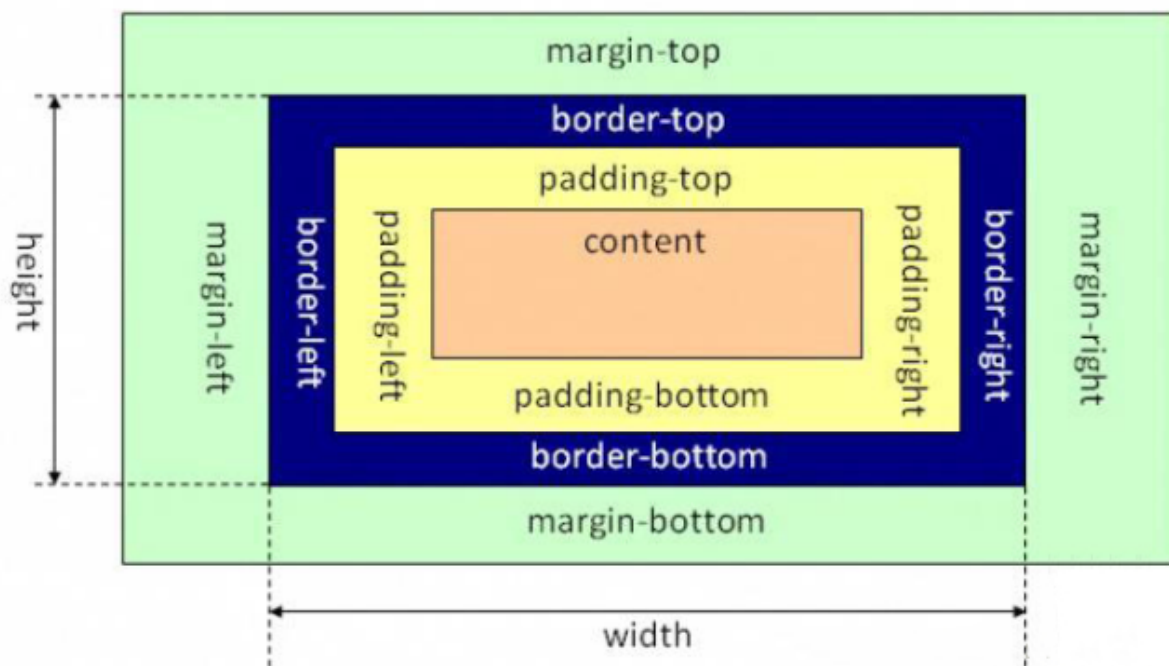 margin-top
border-top
padding-top
content
height
margin-left
border-left
padding-left
padding-right
border-right
margin-right
padding-bottom
border-bottom
margin-bottom
width